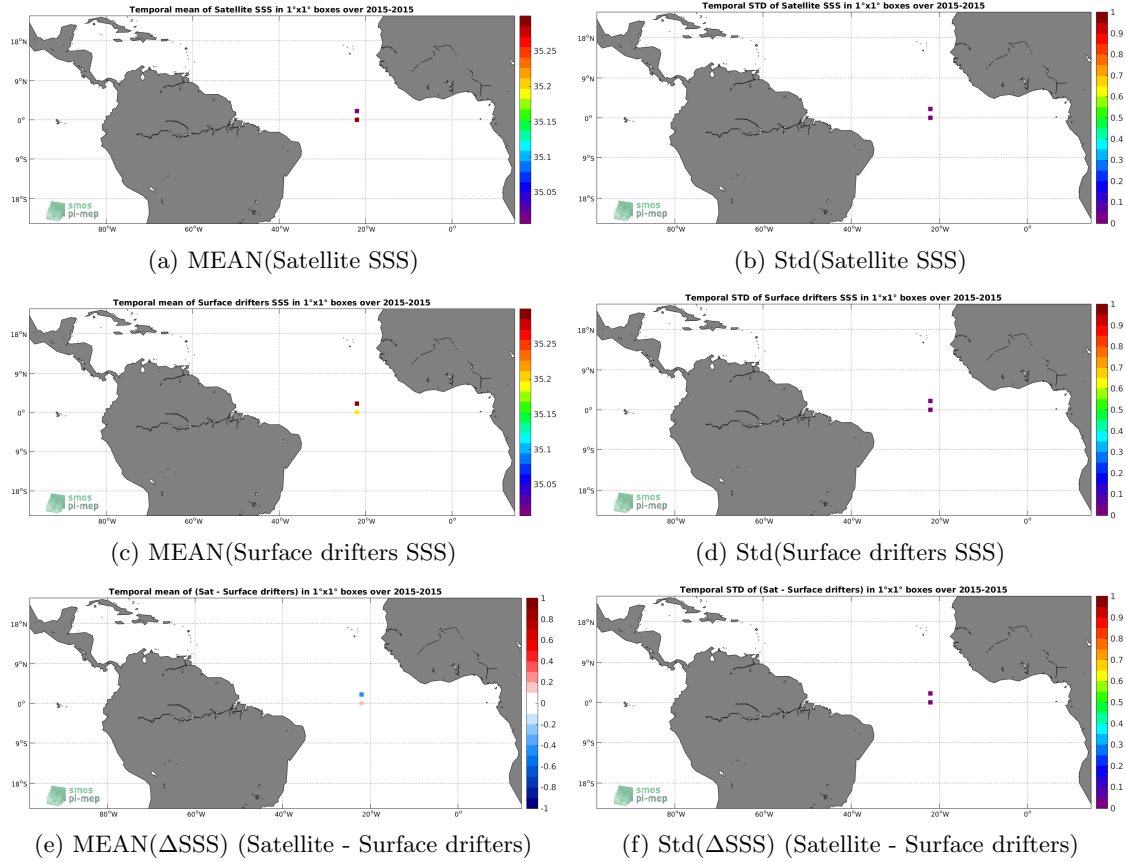 Temporal mean of Satellite SSS in 1°x1° boxes over 2015-2015
18°N
9°N
0°
9°S
18°S
80°W
60°W
40°W
20°W
0°
35.25
35.2
35.15
35.1
35.05
smos
pi-mep
(a) MEAN(Satellite SSS)
Temporal STD of Satellite SSS in 1°x1° boxes over 2015-2015
18°N
9°N
0°
9°S
18°S
80°W
60°W
40°W
20°W
0°
1
0.9
0.8
0.7
0.6
0.5
0.4
0.3
0.2
0.1
0
smos
pi-mep
(b) Std(Satellite SSS)
Temporal mean of Surface drifters SSS in 1°x1° boxes over 2015-2015
18°N
9°N
0°
9°S
18°S
80°W
60°W
40°W
20°W
0°
35.25
35.2
35.15
35.1
35.05
smos
pi-mep
(c) MEAN(Surface drifters SSS)
Temporal STD of Surface drifters SSS in 1°x1° boxes over 2015-2015
18°N
9°N
0°
9°S
18°S
80°W
60°W
40°W
20°W
0°
1
0.9
0.8
0.7
0.6
0.5
0.4
0.3
0.2
0.1
0
smos
pi-mep
(d) Std(Surface drifters SSS)
Temporal mean of (Sat - Surface drifters) in 1°x1° boxes over 2015-2015
18°N
9°N
0°
9°S
18°S
80°W
60°W
40°W
20°W
0°
1
0.8
0.6
0.4
0.2
0
-0.2
-0.4
-0.6
-0.8
-1
smos
pi-mep
(e) MEAN(ΔSSS) (Satellite - Surface drifters)
Temporal STD of (Sat - Surface drifters) in 1°x1° boxes over 2015-2015
18°N
9°N
0°
9°S
18°S
80°W
60°W
40°W
20°W
0°
1
0.9
0.8
0.7
0.6
0.5
0.4
0.3
0.2
0.1
0
smos
pi-mep
(f) Std(ΔSSS) (Satellite - Surface drifters)